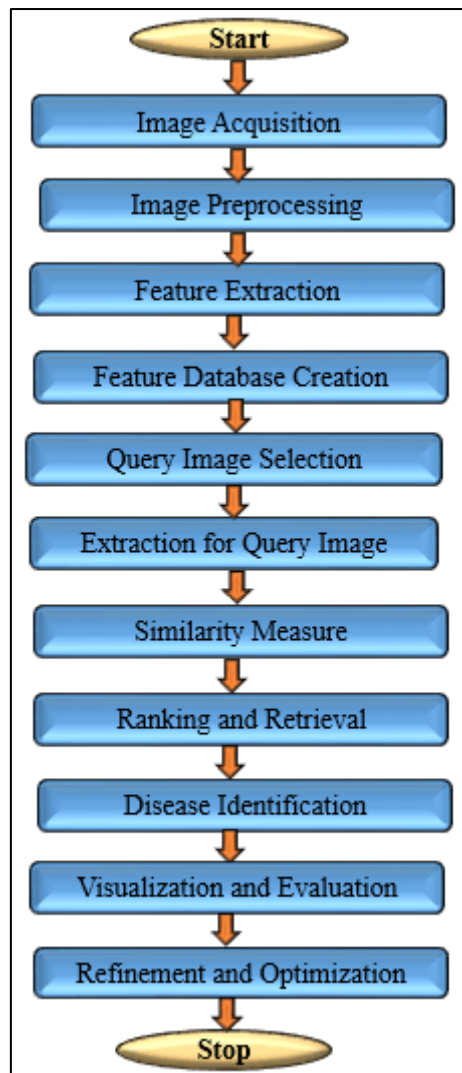 Start
Image Acquisition
Image Preprocessing
Feature Extraction
Feature Database Creation
Query Image Selection
Extraction for Query Image
Similarity Measure
Ranking and Retrieval
Disease Identification
Visualization and Evaluation
Refinement and Optimization
Stop